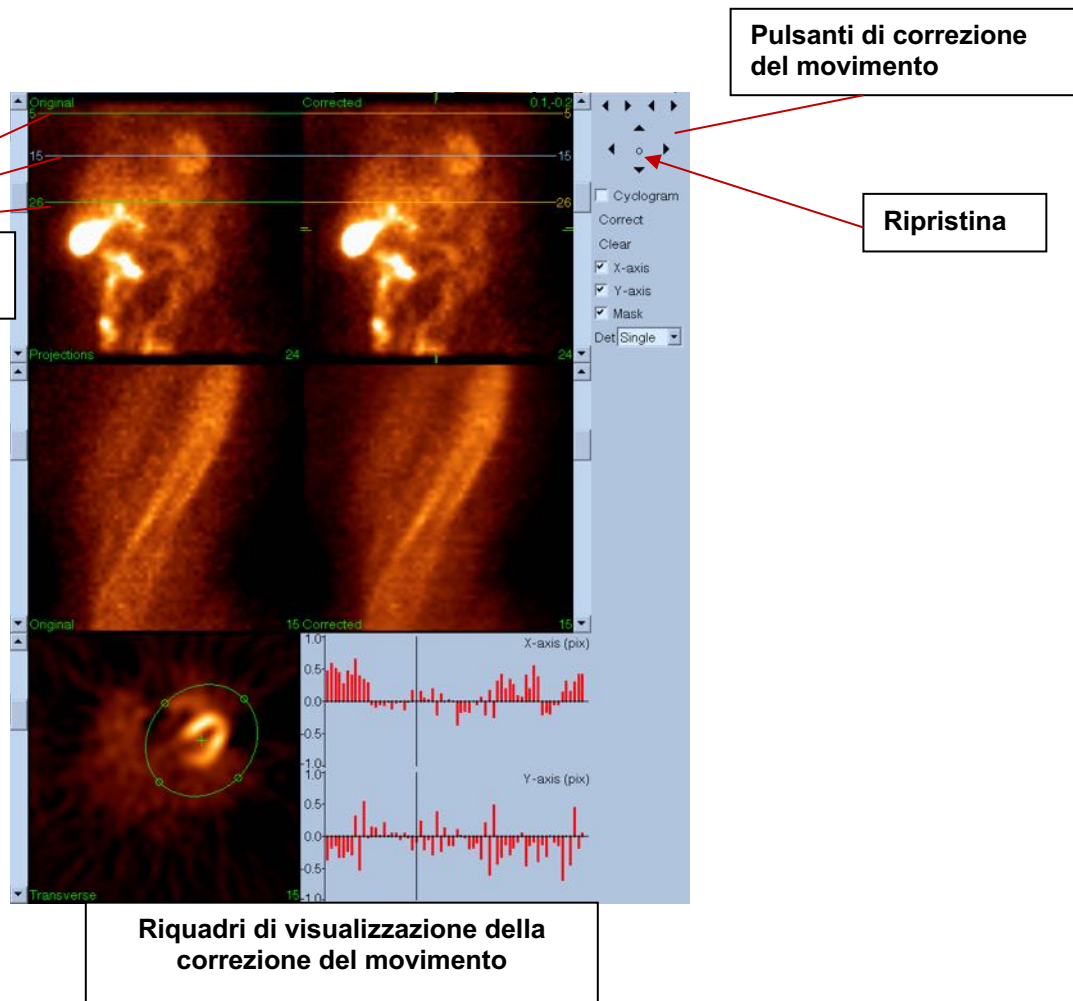 Pulsanti di correzione
del movimento
Original
Corrected
0.1,-0.2
5
5
15
15
26
26
Ripristina
Cyclogram
Correct
Clear
X-axis
Y-axis
Mask
Det Single
Projections
24
24
Original
15
Corrected
15
X-axis (pix)
1.0
0.5
0.0
-0.5
-1.0
Y-axis (pix)
1.0
0.5
0.0
-0.5
-1.0
Transverse
15
Riquadri di visualizzazione della
correzione del movimento